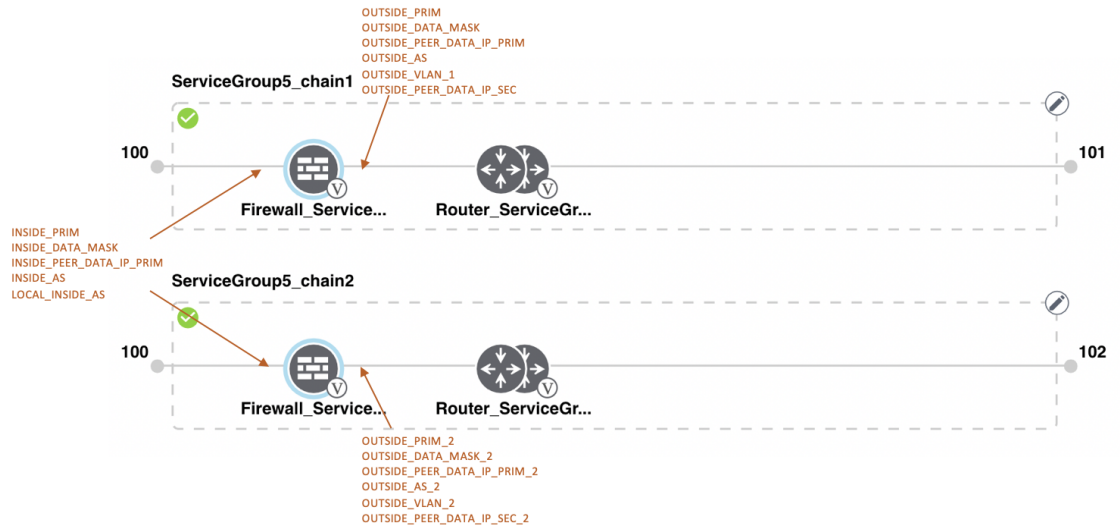 OUTSIDE_PRIM
OUTSIDE_DATA_MASK
OUTSIDE_PEER_DATA_IP_PRIM
OUTSIDE_AS
OUTSIDE_VLAN_1
OUTSIDE_PEER_DATA_IP_SEC
ServiceGroup5_chain1
100
101
V
V
Firewall_Service...
Router_ServiceGr...
INSIDE_PRIM
INSIDE_DATA_MASK
INSIDE_PEER_DATA_IP_PRIM
INSIDE_AS
LOCAL_INSIDE_AS
ServiceGroup5_chain2
100
102
V
V
Firewall_Service...
Router_ServiceGr...
OUTSIDE_PRIM_2
OUTSIDE_DATA_MASK_2
OUTSIDE_PEER_DATA_IP_PRIM_2
OUTSIDE_AS_2
OUTSIDE_VLAN_2
OUTSIDE_PEER_DATA_IP_SEC_2